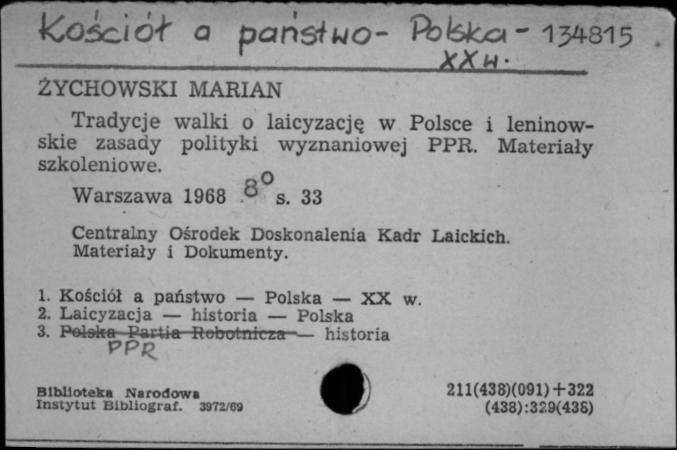 Kościół a państwo - Polska - 134815
XX w.
ŻYCHOWSKI MARIAN
Tradycje walki o laicyzację w Polsce i leninow-
skie zasady polityki wyznaniowej PPR. Materiały
szkoleniowe.
Warszawa 1968 8° s. 33
Centralny Ośrodek Doskonalenia Kadr Laickich.
Materiały i Dokumenty.
1. Kościół a państwo — Polska — XX w.
2. Laicyzacja — historia — Polska
3. Polska Partia Robotnicza — historia
PPR
Biblioteka Narodowa 211(438)(091)+322
Instytut Bibliograf. 3972/69 (438):329(438)